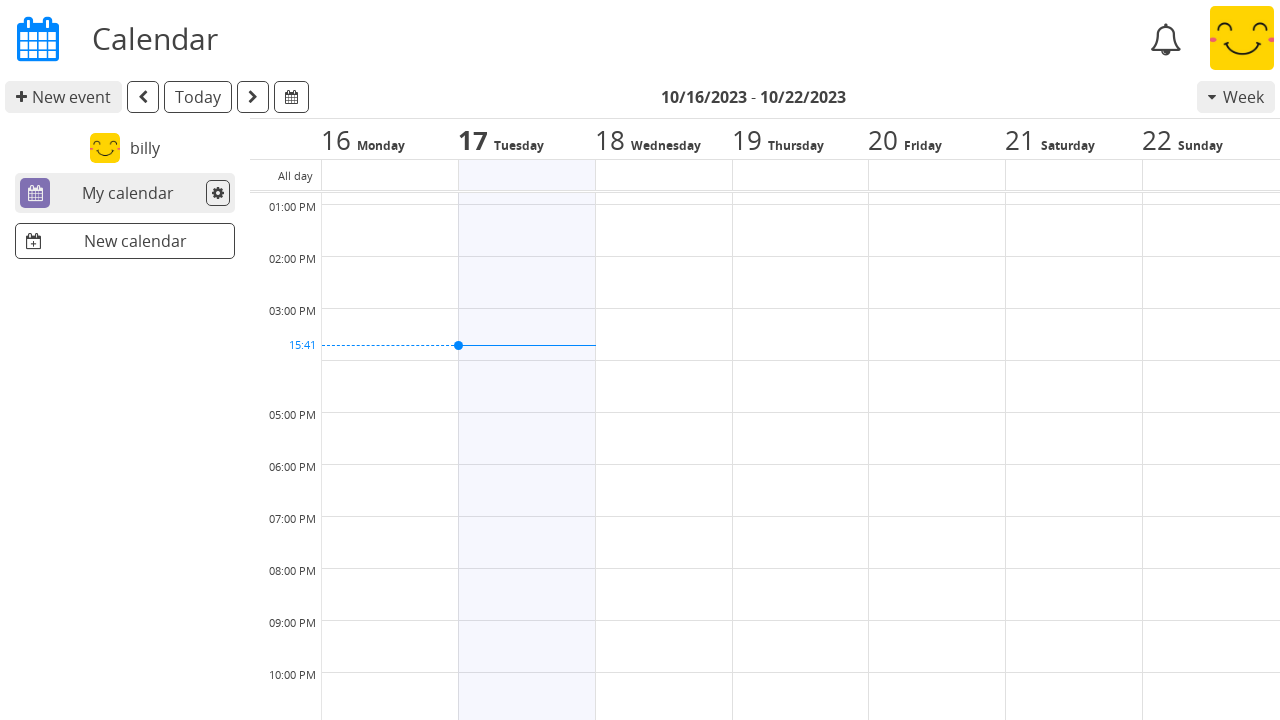 Calendar
New event
Today
10/16/2023 - 10/22/2023
Week
billy
My calendar
New calendar
16 Monday
17 Tuesday
18 Wednesday
19 Thursday
20 Friday
21 Saturday
22 Sunday
All day
01:00 PM
02:00 PM
03:00 PM
15:41
05:00 PM
06:00 PM
07:00 PM
08:00 PM
09:00 PM
10:00 PM